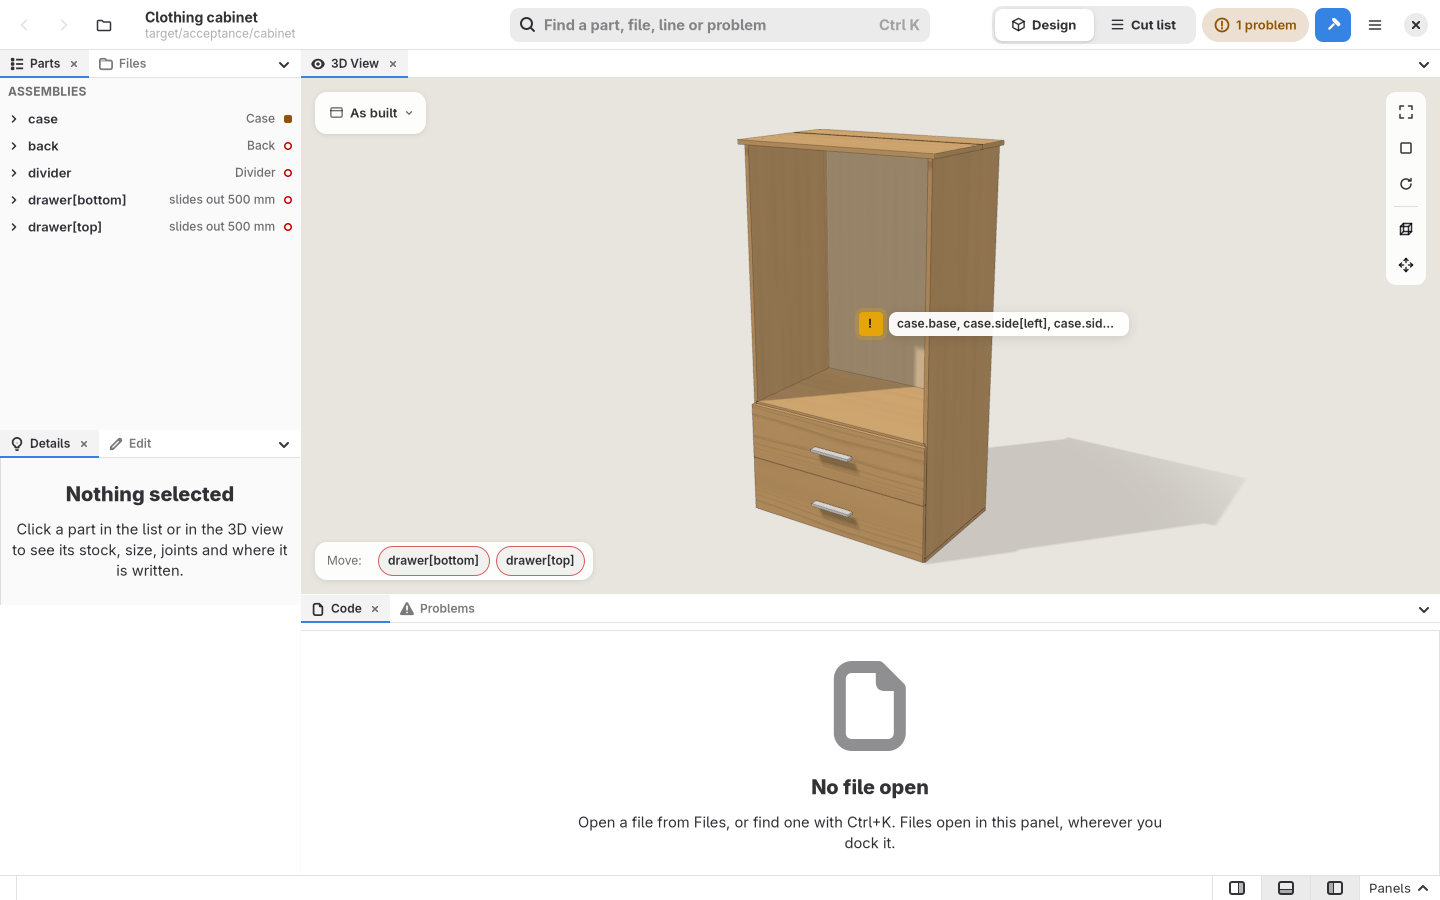 Clothing cabinet
target/acceptance/cabinet
Find a part, file, line or problem
Ctrl K
Design
Cut list
1 problem
Parts
Files
3D View
ASSEMBLIES
case
Case
back
Back
divider
Divider
drawer[bottom]
slides out 500 mm
drawer[top]
slides out 500 mm
As built
!
case.base, case.side[left], case.sid...
Details
Edit
Nothing selected
Click a part in the list or in the 3D view
to see its stock, size, joints and where it
is written.
Move:
drawer[bottom]
drawer[top]
Code
Problems
No file open
Open a file from Files, or find one with Ctrl+K. Files open in this panel, wherever you
dock it.
Panels